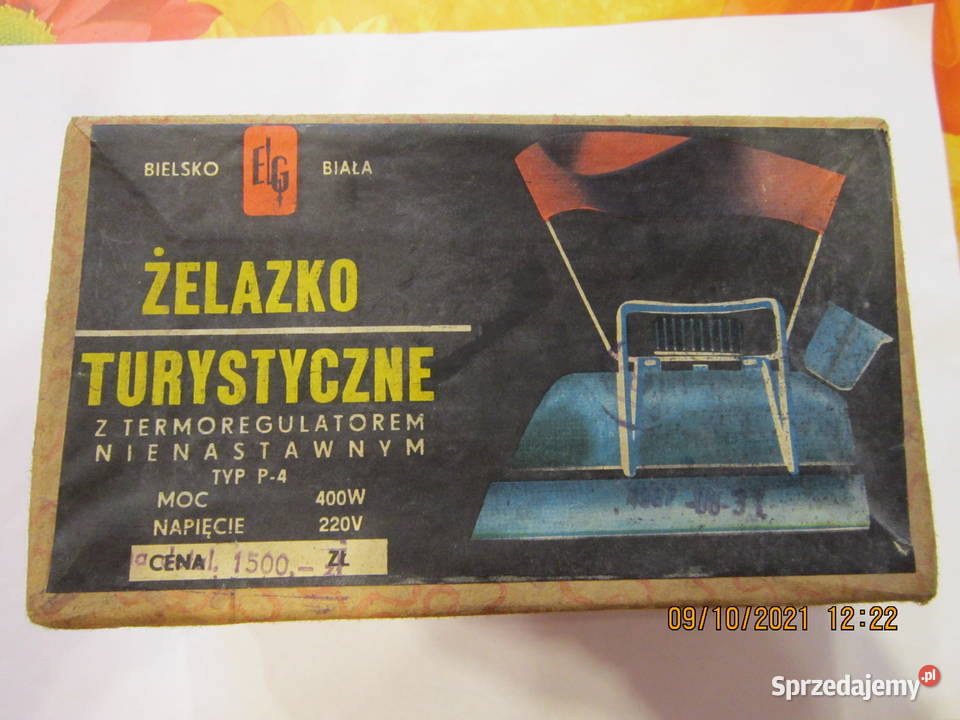 BIELSKO ELG BIAŁA
ŻELAZKO
TURYSTYCZNE
Z TERMOREGULATOREM
NIENASTAWNYM
TYP P-4
MOC 400W
NAPIĘCIE 220V
CENA 1500,- ZŁ
09/10/2021 12:22
Sprzedajemy.pl